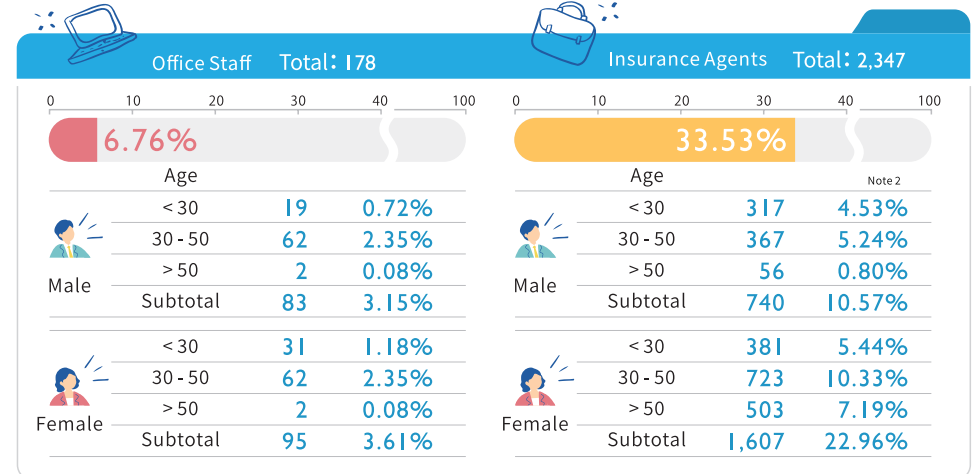 Office Staff Total: 178
0 10 20 30 40 100
6.76%
Age
<30 19 0.72%
30-50 62 2.35%
>50 2 0.08%
Male
Subtotal 83 3.15%
<30 31 1.18%
30-50 62 2.35%
>50 2 0.08%
Female
Subtotal 95 3.61%
Insurance Agents Total: 2,347
0 10 20 30 40 100
33.53%
Age Note 2
<30 317 4.53%
30-50 367 5.24%
>50 56 0.80%
Male
Subtotal 740 10.57%
<30 381 5.44%
30-50 723 10.33%
>50 503 7.19%
Female
Subtotal 1,607 22.96%